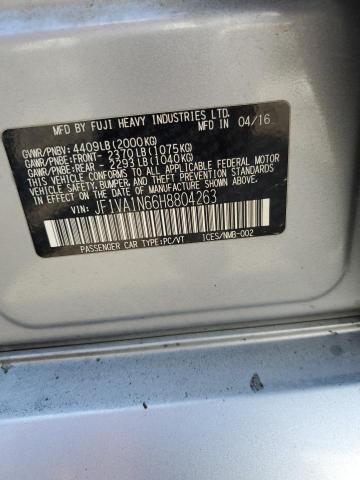 MFD BY FUJI HEAVY INDUSTRIES LTD. MFD IN 04/16
GVWR/PNBV: 4409LB(2000KG)
GAWR/PNBE: FRONT- 2370LB(1075KG)
GAWR/PNBE: REAR - 2293LB(1040KG)
THIS VEHICLE CONFORMS TO ALL APPLICABLE FEDERAL MOTOR
VEHICLE SAFETY, BUMPER, AND THEFT PREVENTION STANDARDS
IN EFFECT ON THE DATE OF MANUFACTURE SHOWN ABOVE.
VIN: JF1VA1N66H8804263
PASSENGER CAR TYPE:PC/VT ICES/NMB-002